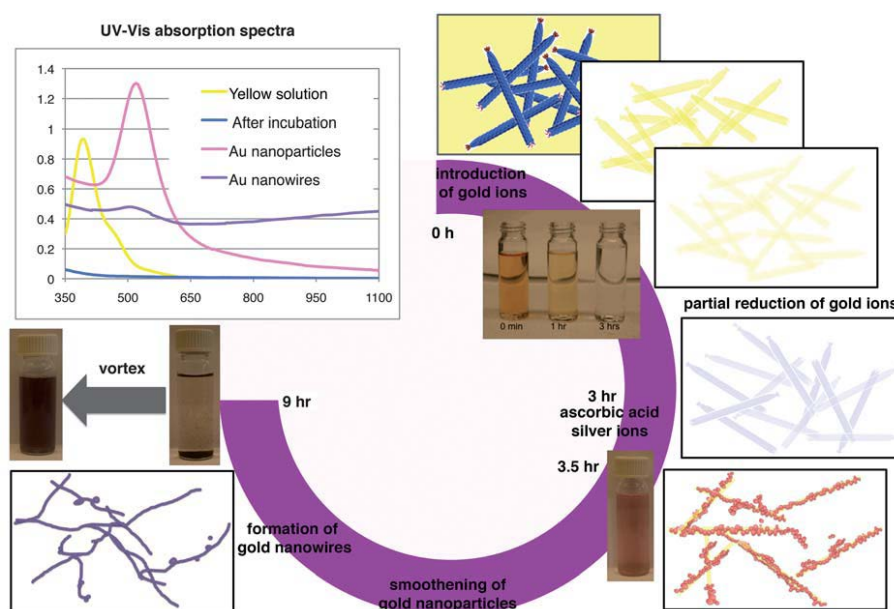 UV-Vis absorption spectra
1.4
1.2
1
0.8
0.6
0.4
0.2
0
350 500 650 800 950 1100
Yellow solution
After incubation
Au nanoparticles
Au nanowires
introduction
of gold ions
0 h
0 min 1 hr 3 hrs
partial reduction of gold ions
3 hr
ascorbic acid
silver ions
3.5 hr
smoothening of
gold nanoparticles
formation of
gold nanowires
9 hr
vortex